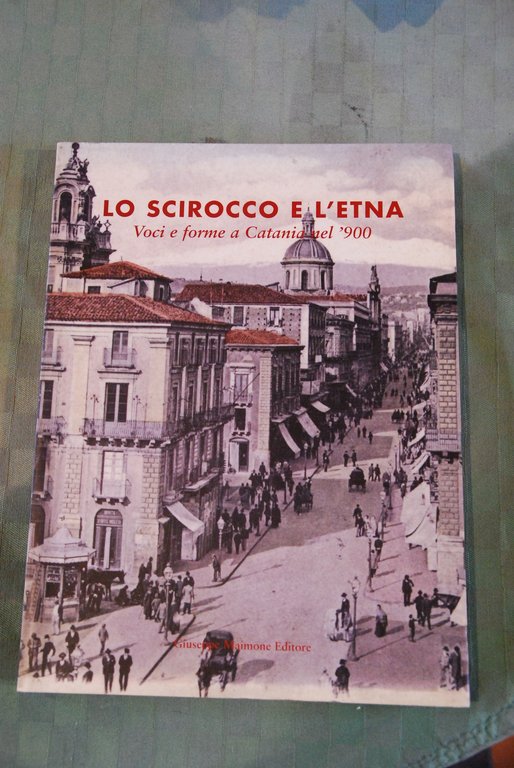 LO SCIROCCO E L'ETNA
Voci e forme a Catania nel '900
Giuseppe Maimone Editore